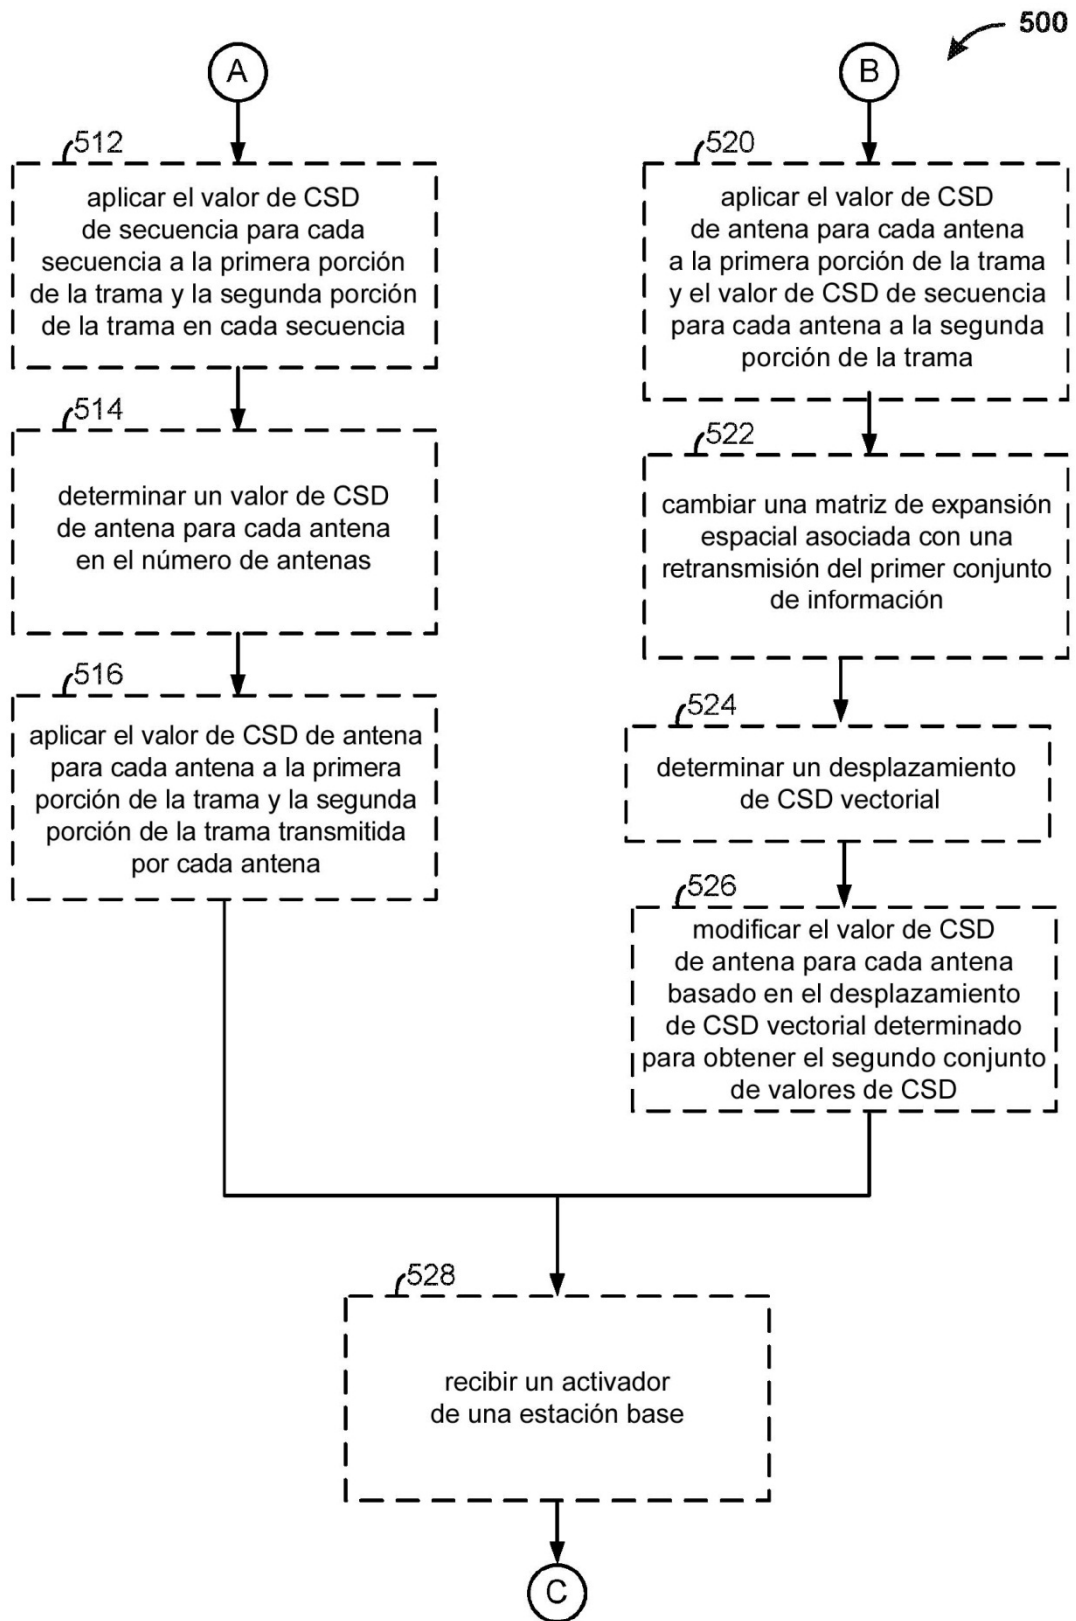 500
A
512
aplicar el valor de CSD
de secuencia para cada
secuencia a la primera porción
de la trama y la segunda porción
de la trama en cada secuencia
514
determinar un valor de CSD
de antena para cada antena
en el número de antenas
516
aplicar el valor de CSD de antena
para cada antena a la primera
porción de la trama y la segunda
porción de la trama transmitida
por cada antena
B
520
aplicar el valor de CSD
de antena para cada antena
a la primera porción de la trama
y el valor de CSD de secuencia
para cada antena a la segunda
porción de la trama
522
cambiar una matriz de expansión
espacial asociada con una
retransmisión del primer conjunto
de información
524
determinar un desplazamiento
de CSD vectorial
526
modificar el valor de CSD
de antena para cada antena
basado en el desplazamiento
de CSD vectorial determinado
para obtener el segundo conjunto
de valores de CSD
528
recibir un activador
de una estación base
C